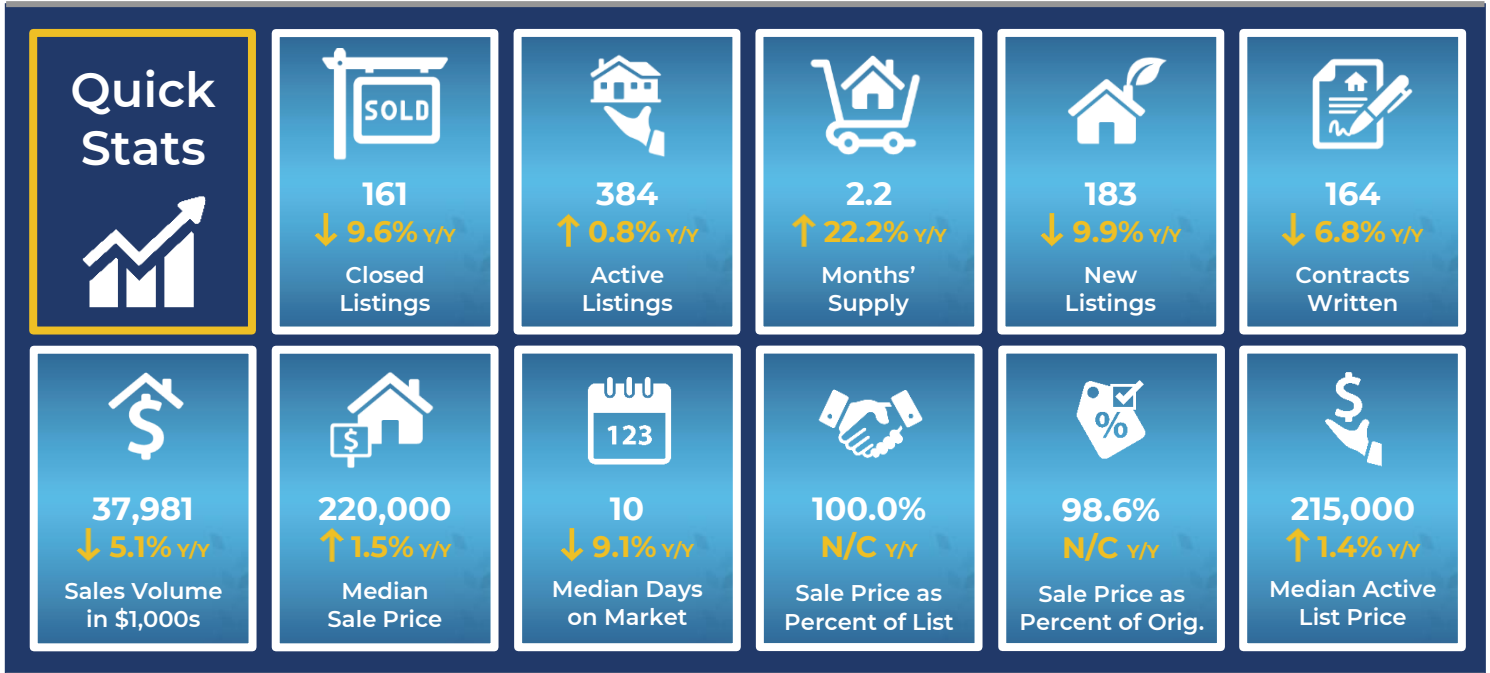 Quick
Stats
SOLD
161
↓ 9.6% Y/Y
Closed
Listings
384
↑ 0.8% Y/Y
Active
Listings
2.2
↑ 22.2% Y/Y
Months’
Supply
183
↓ 9.9% Y/Y
New
Listings
164
↓ 6.8% Y/Y
Contracts
Written
$
37,981
↓ 5.1% Y/Y
Sales Volume
in $1,000s
$
220,000
↑ 1.5% Y/Y
Median
Sale Price
123
10
↓ 9.1% Y/Y
Median Days
on Market
100.0%
N/C Y/Y
Sale Price as
Percent of List
%
98.6%
N/C Y/Y
Sale Price as
Percent of Orig.
$
215,000
↑ 1.4% Y/Y
Median Active
List Price